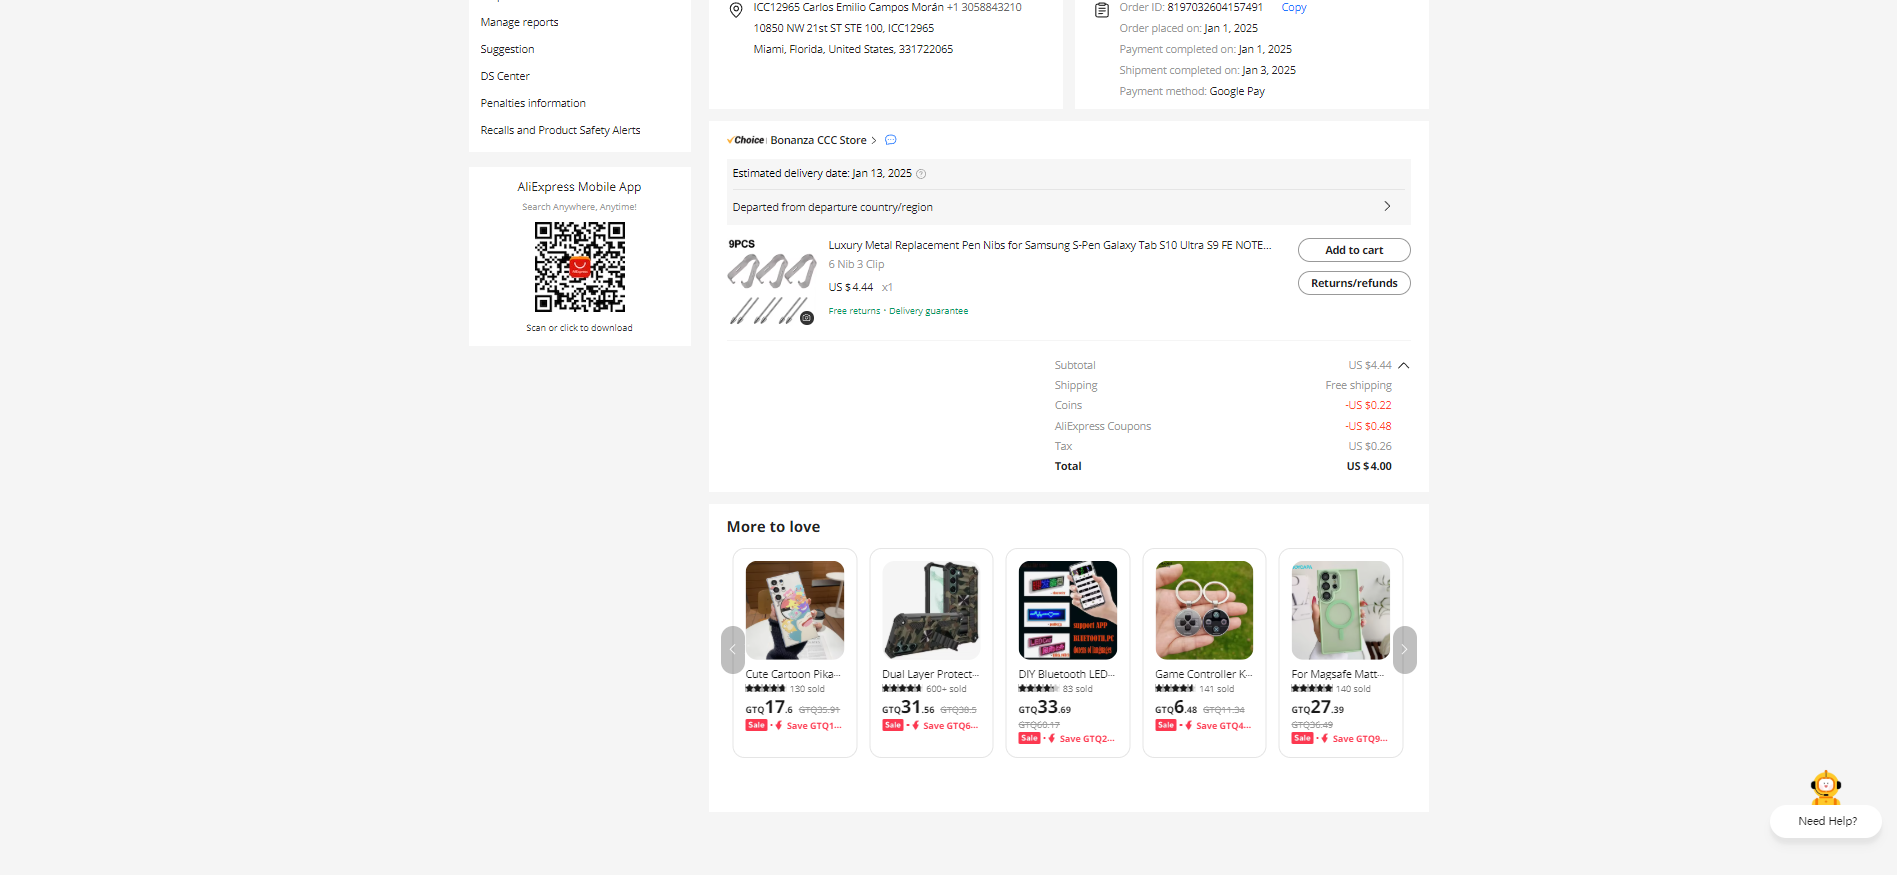 Manage reports
Suggestion
DS Center
Penalties information
Recalls and Product Safety Alerts
AliExpress Mobile App
Search Anywhere, Anytime!
Scan or click to download
ICC12965 Carlos Emilio Campos Morán +1 3058843210
10850 NW 21st ST STE 100, ICC12965
Miami, Florida, United States, 331722065
Order ID: 8197032604157491 Copy
Order placed on: Jan 1, 2025
Payment completed on: Jan 1, 2025
Shipment completed on: Jan 3, 2025
Payment method: Google Pay
Choice Bonanza CCC Store
Estimated delivery date: Jan 13, 2025
Departed from departure country/region
9PCS
Luxury Metal Replacement Pen Nibs for Samsung S-Pen Galaxy Tab S10 Ultra S9 FE NOTE...
6 Nib 3 Clip
US $4.44 x1
Free returns · Delivery guarantee
Add to cart
Returns/refunds
Subtotal US $4.44
Shipping Free shipping
Coins -US $0.22
AliExpress Coupons -US $0.48
Tax US $0.26
Total US $4.00
More to love
Cute Cartoon Pika...
130 sold
GTQ17.6 GTQ35.91
Sale · Save GTQ1...
Dual Layer Protect...
600+ sold
GTQ31.56 GTQ38.5
Sale · Save GTQ6...
support APP
BLUETOOTH, PC
dozens of languages
DIY Bluetooth LED...
83 sold
GTQ33.69
GTQ60.17
Sale · Save GTQ2...
Game Controller K...
141 sold
GTQ6.48 GTQ11.34
Sale · Save GTQ4...
For Magsafe Matt...
140 sold
GTQ27.39
GTQ36.49
Sale · Save GTQ9...
Need Help?